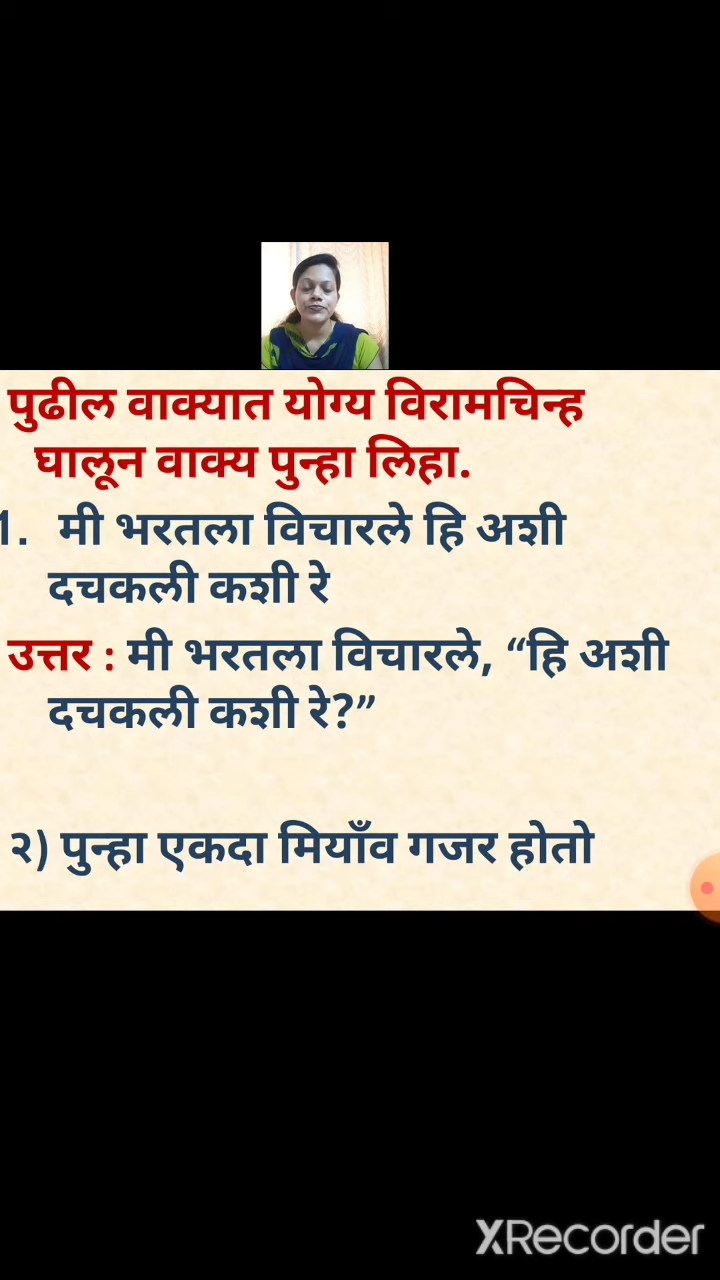 पुढील वाक्यात योग्य विरामचिन्ह
घालून वाक्य पुन्हा लिहा.
1. मी भरतला विचारले हि अशी
दचकली कशी रे
उत्तर : मी भरतला विचारले, “हि अशी
दचकली कशी रे?”
२) पुन्हा एकदा मियाँव गजर होतो
XRecorder